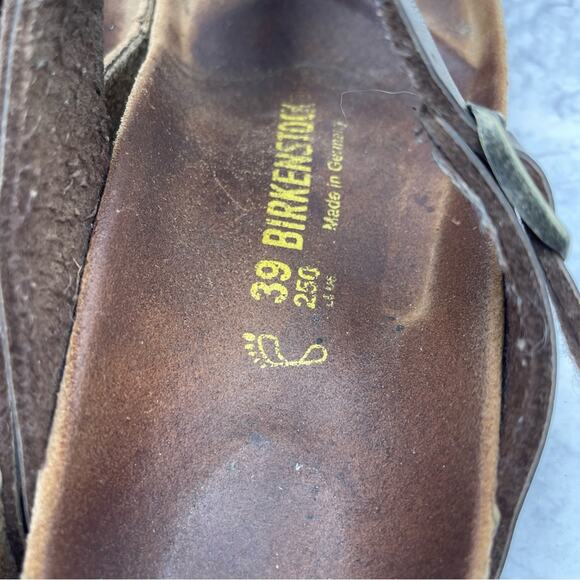 BIRKENSTOCK
Made in Germany
39
250